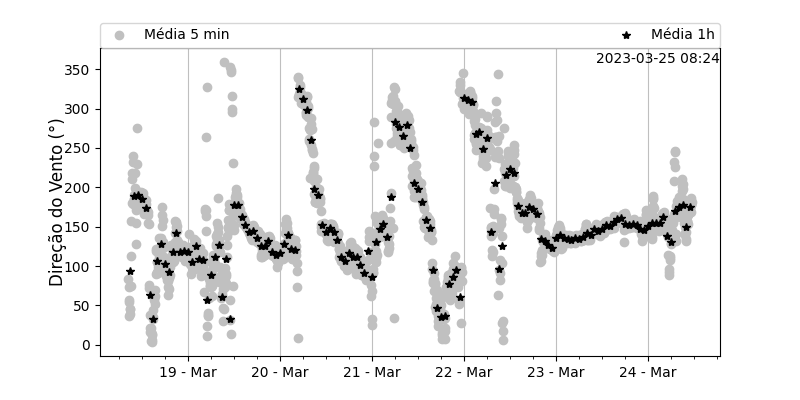 Média 5 min
Média 1h
2023-03-25 08:24
Direção do Vento (°)
350
300
250
200
150
100
50
0
19 - Mar
20 - Mar
21 - Mar
22 - Mar
23 - Mar
24 - Mar